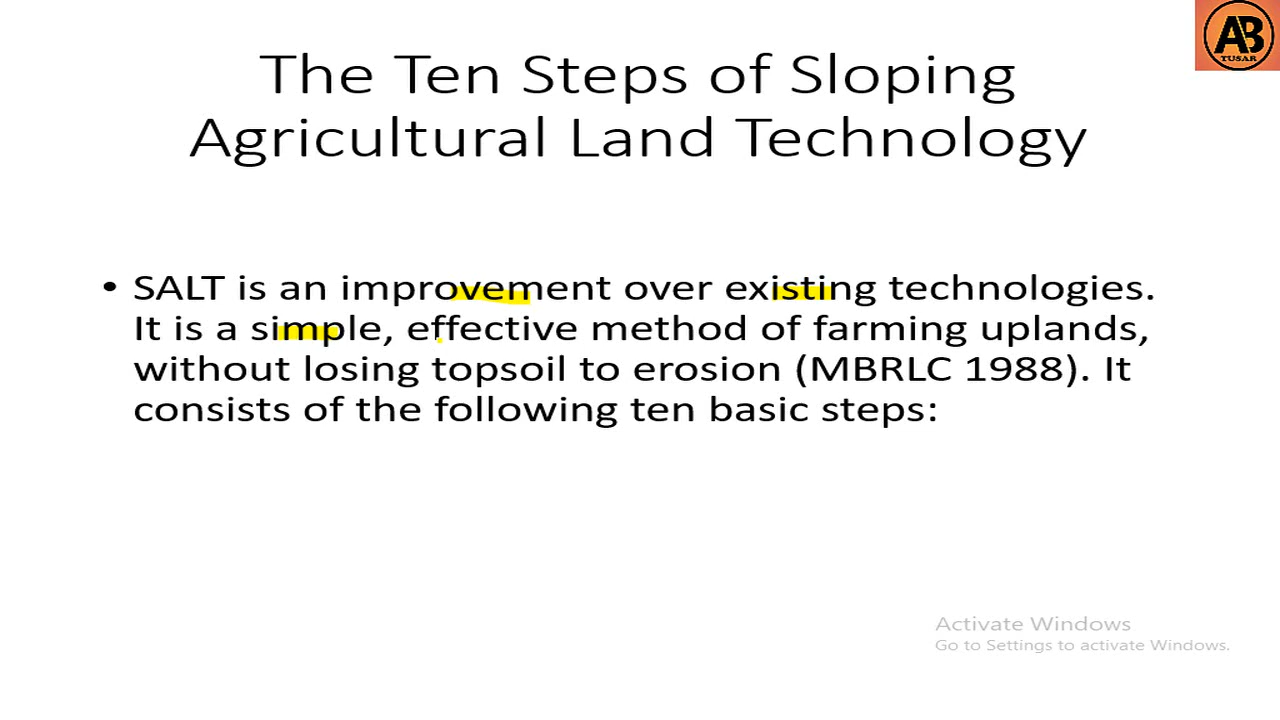 AB
TUSAR
The Ten Steps of Sloping
Agricultural Land Technology
• SALT is an improvement over existing technologies.
It is a simple, effective method of farming uplands,
without losing topsoil to erosion (MBRLC 1988). It
consists of the following ten basic steps:
Activate Windows
Go to Settings to activate Windows.